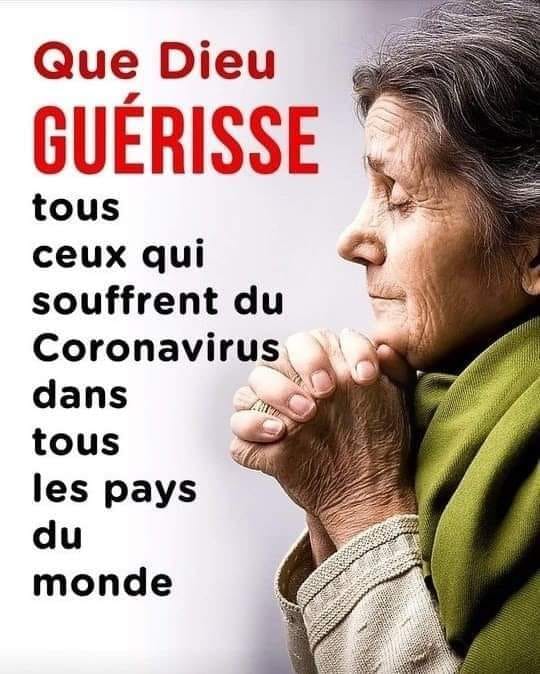 Que Dieu
GUÉRISSE
tous
ceux qui
souffrent du
Coronavirus
dans
tous
les pays
du
monde